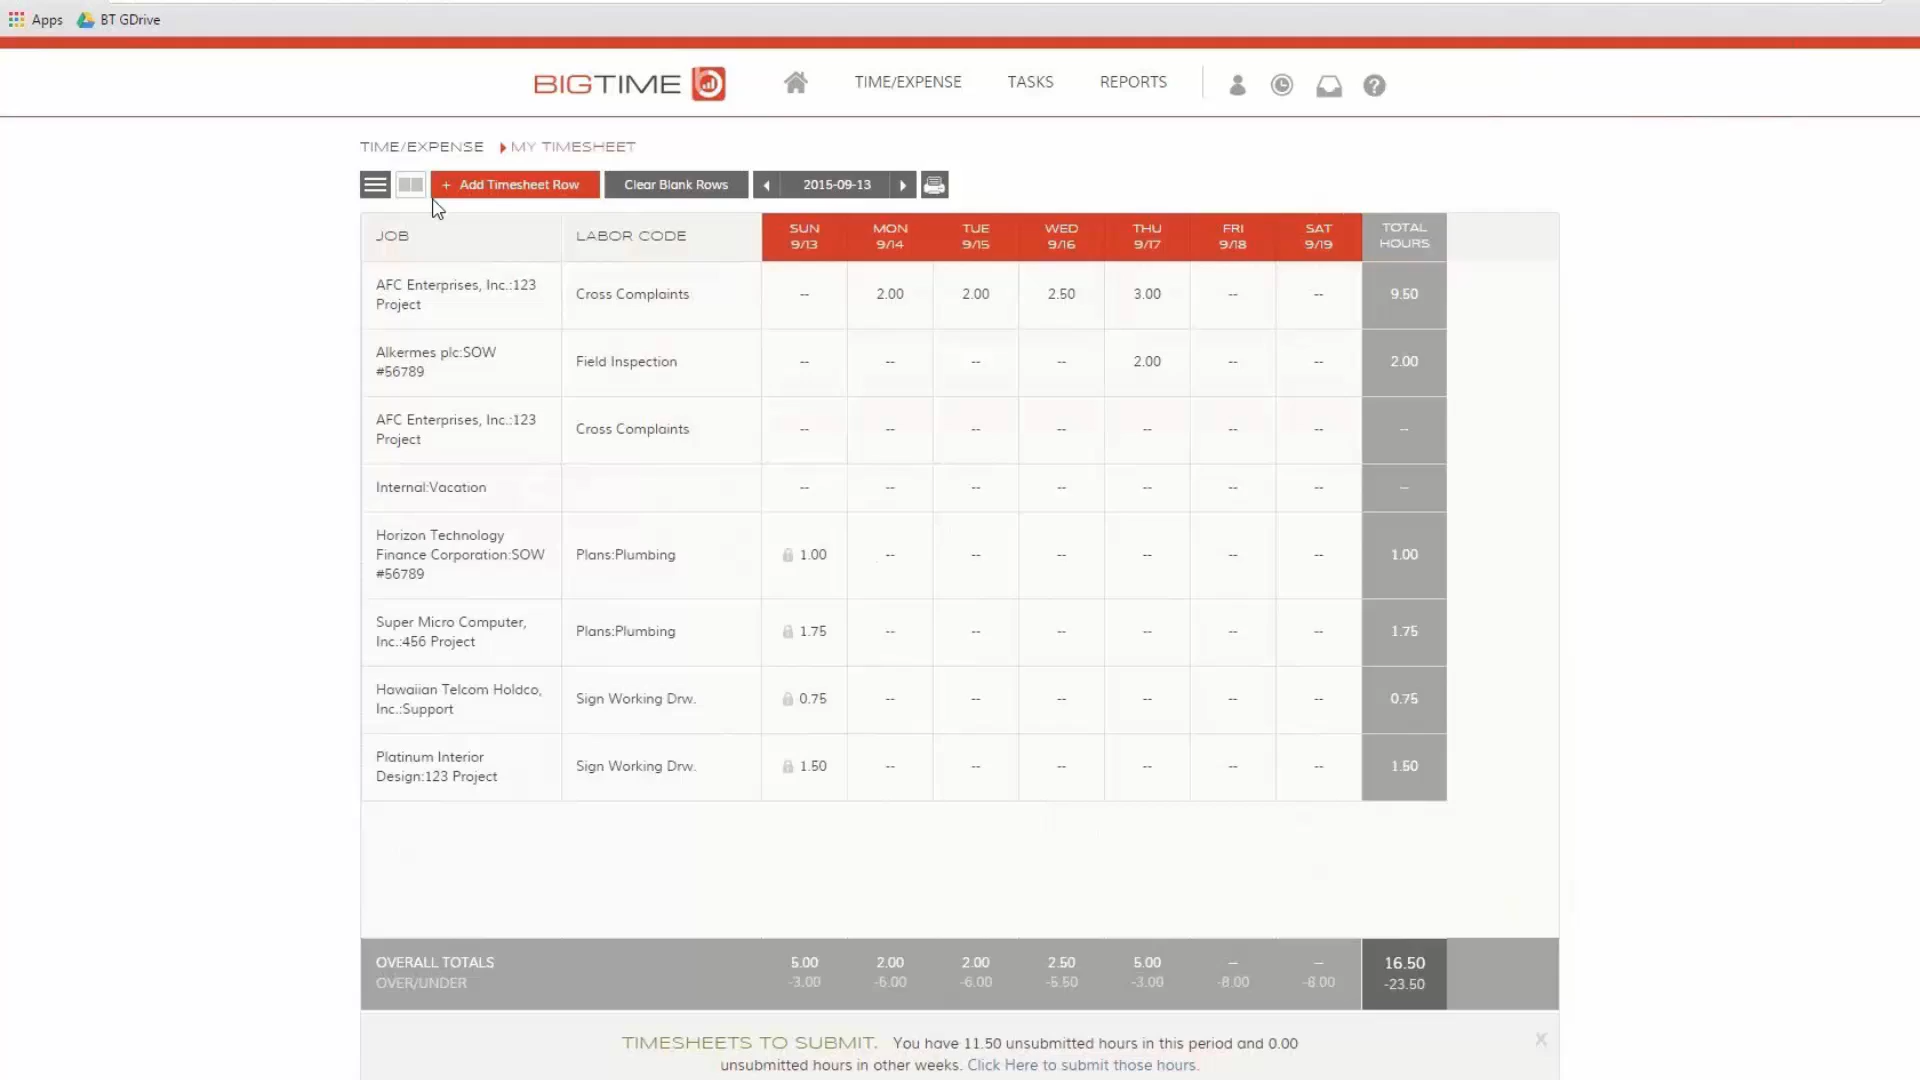 Apps BT GDrive
BIGTIME TIME/EXPENSE TASKS REPORTS
TIME/EXPENSE MY TIMESHEET
+ Add Timesheet Row Clear Blank Rows 2015-09-13
JOB LABOR CODE SUN 9/13 MON 9/14 TUE 9/15 WED 9/16 THU 9/17 FRI 9/18 SAT 9/19 TOTAL HOURS
AFC Enterprises, Inc.:123
Project
Cross Complaints -- 2.00 2.00 2.50 3.00 -- -- 9.50
Alkermes plc:SOW
#56789
Field Inspection -- -- -- -- 2.00 -- -- 2.00
AFC Enterprises, Inc.:123
Project
Cross Complaints -- -- -- -- -- -- -- --
Internal:Vacation -- -- -- -- -- -- -- --
Horizon Technology
Finance Corporation:SOW
#56789
Plans:Plumbing 1.00 -- -- -- -- -- -- 1.00
Super Micro Computer,
Inc.:456 Project
Plans:Plumbing 1.75 -- -- -- -- -- -- 1.75
Hawaiian Telcom Holdco,
Inc.:Support
Sign Working Drw. 0.75 -- -- -- -- -- -- 0.75
Platinum Interior
Design:123 Project
Sign Working Drw. 1.50 -- -- -- -- -- -- 1.50
OVERALL TOTALS 5.00 2.00 2.00 2.50 5.00 -- -- 16.50
OVER/UNDER -3.00 -6.00 -6.00 -5.50 -3.00 -8.00 -8.00 -23.50
TIMESHEETS TO SUBMIT. You have 11.50 unsubmitted hours in this period and 0.00
unsubmitted hours in other weeks. Click Here to submit those hours.